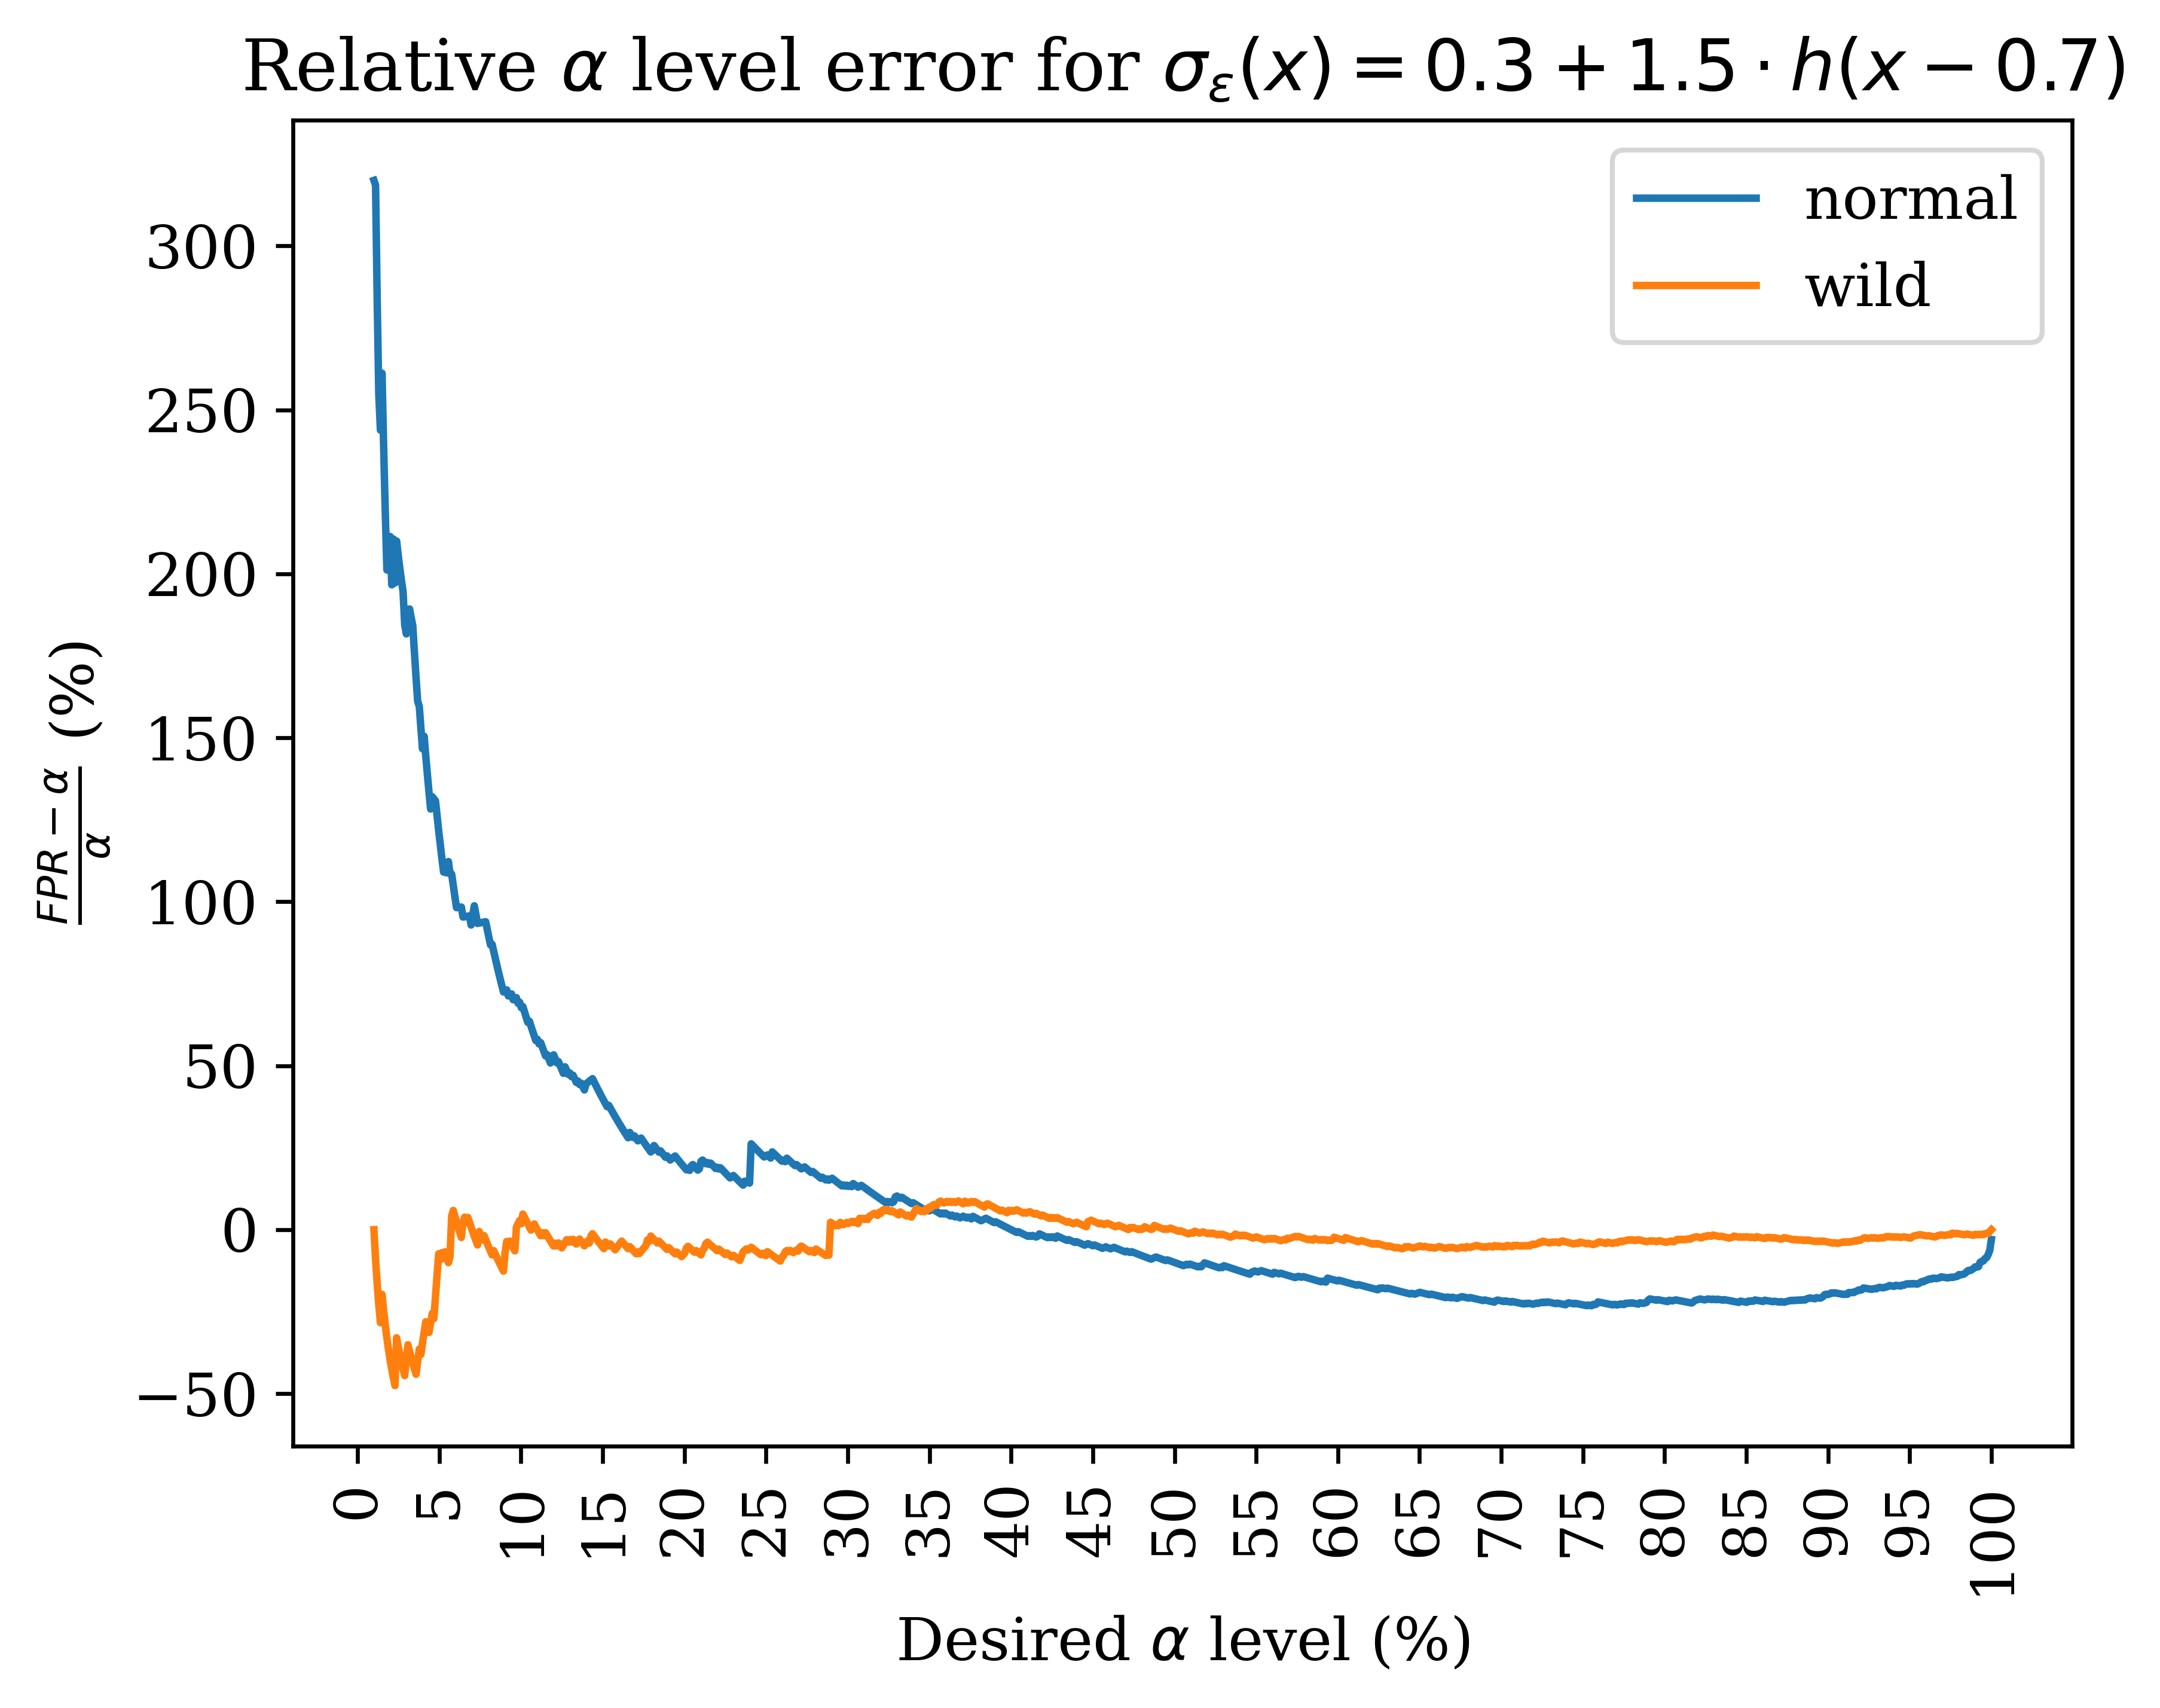 Relative α level error for σ_ε(x) = 0.3 + 1.5 · h(x − 0.7)
normal
wild
300
250
200
150
100
50
0
−50
FPR − α
α
(%)
0 5 10 15 20 25 30 35 40 45 50 55 60 65 70 75 80 85 90 95 100
Desired α level (%)